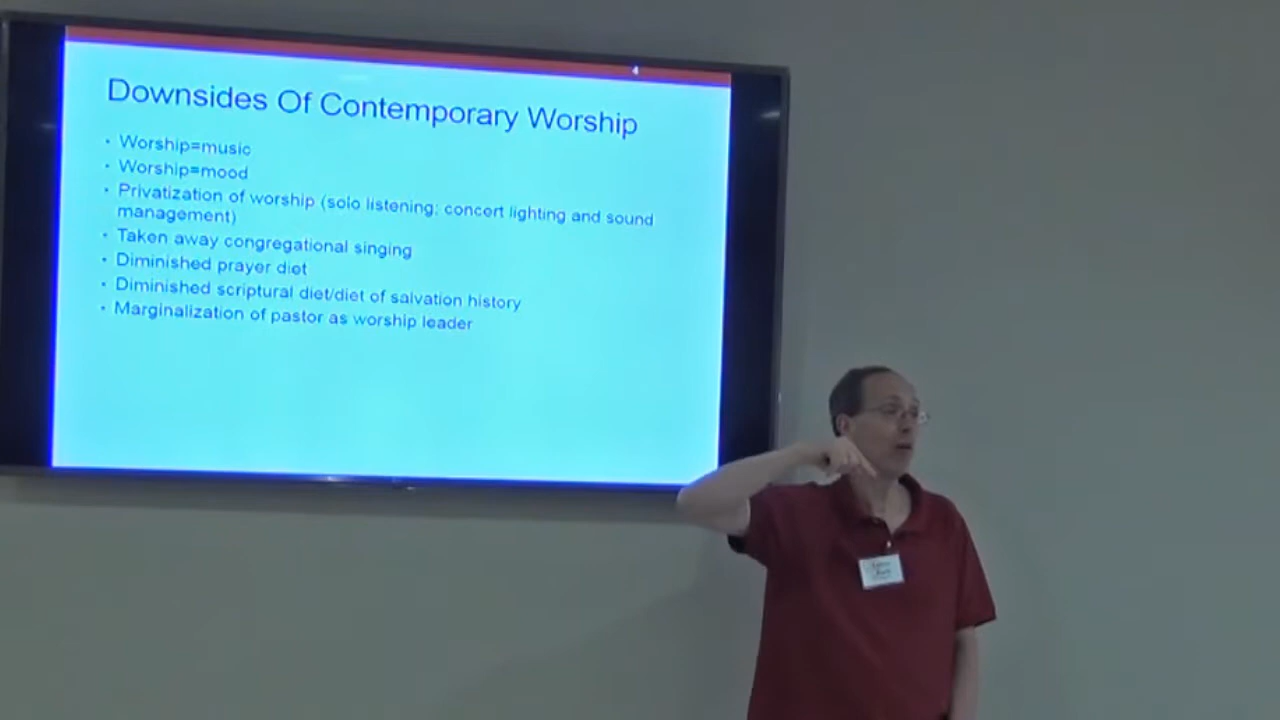 4
Downsides Of Contemporary Worship
• Worship=music
• Worship=mood
• Privatization of worship (solo listening; concert lighting and sound
management)
• Taken away congregational singing
• Diminished prayer diet
• Diminished scriptural diet/diet of salvation history
• Marginalization of pastor as worship leader